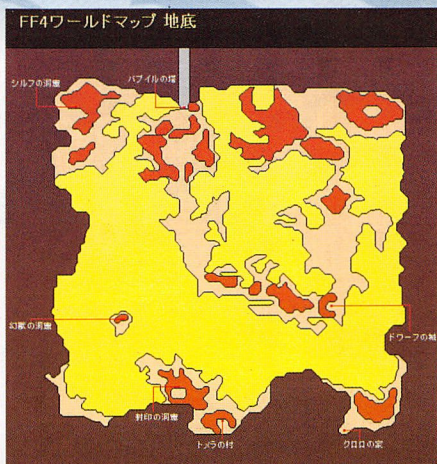 FF4ワールドマップ 地底
シルフの洞窟
バブイルの塔
幻獣の洞窟
ドワーフの城
封印の洞窟
トメラの村
ククロの家